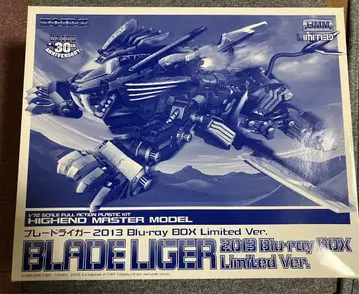 ZOIDS
30th
ANNIVERSARY
HMM
LIMITED
1/72 SCALE FULL ACTION PLASTIC KIT
HIGHEND MASTER MODEL
ブレードライガー 2013 Blu-ray BOX Limited Ver.
BLADE LIGER 2013 Blu-ray BOX
Limited Ver.